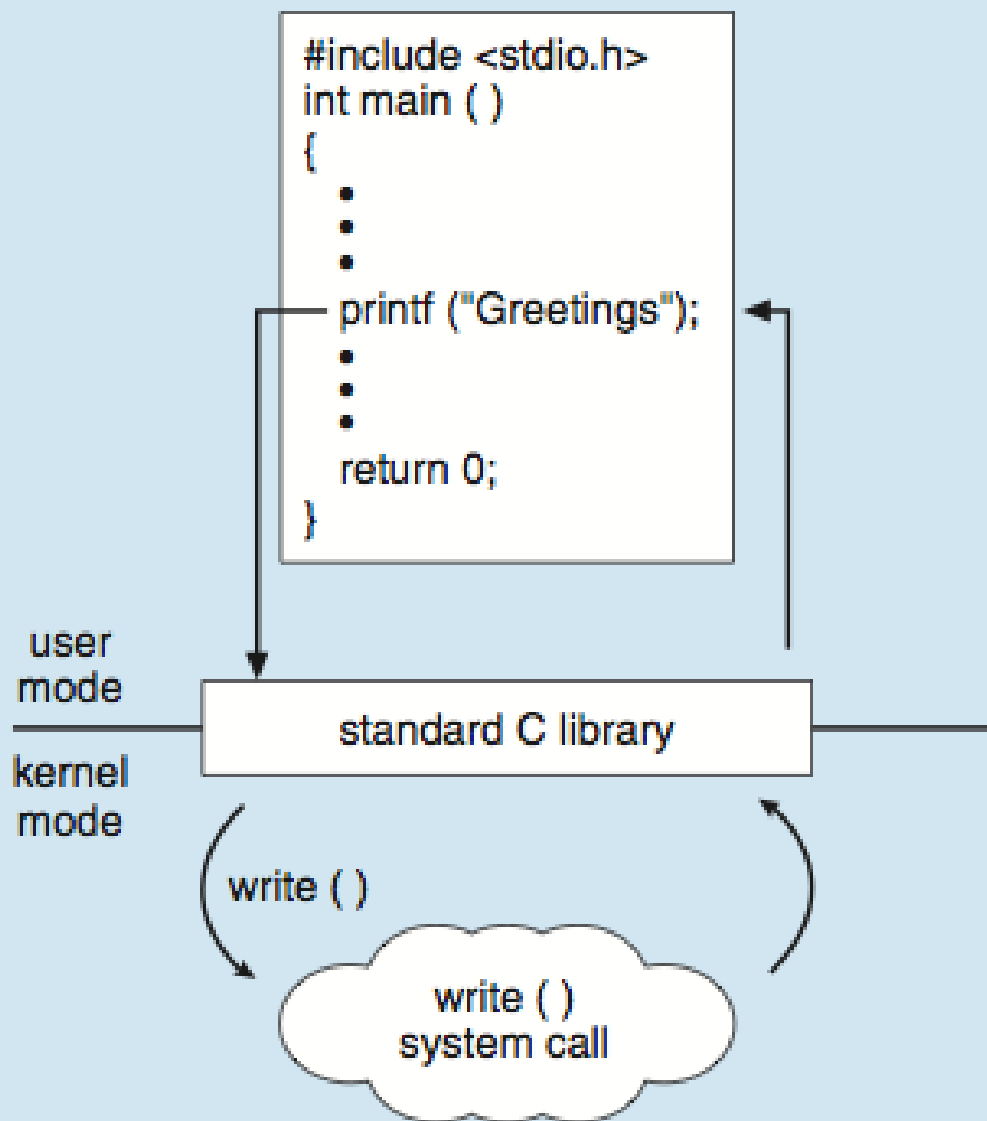 #include <stdio.h>
int main ( )
{
•
•
•
printf ("Greetings");
•
•
•
return 0;
}
user
mode
standard C library
kernel
mode
write ( )
write ( )
system call